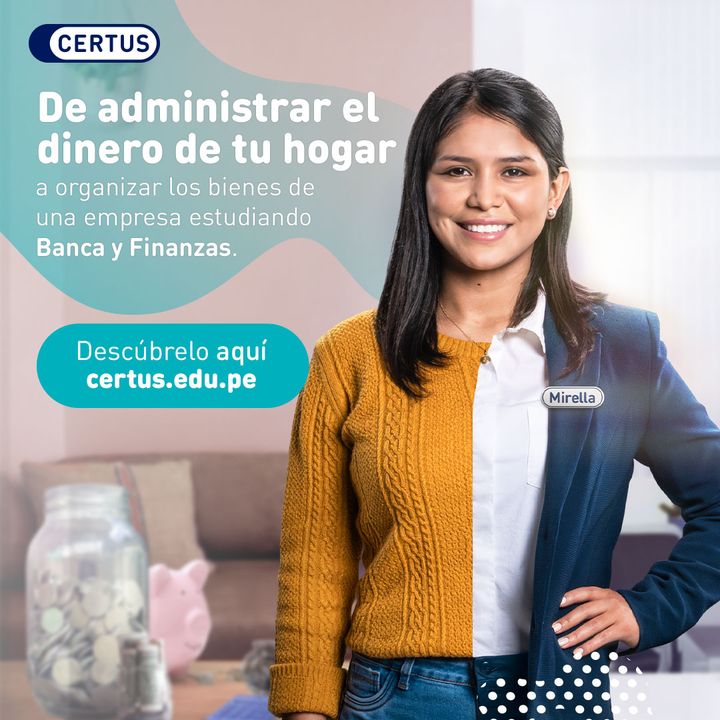 CERTUS
De administrar el
dinero de tu hogar
a organizar los bienes de
una empresa estudiando
Banca y Finanzas.
Descúbrelo aquí
certus.edu.pe
Mirella